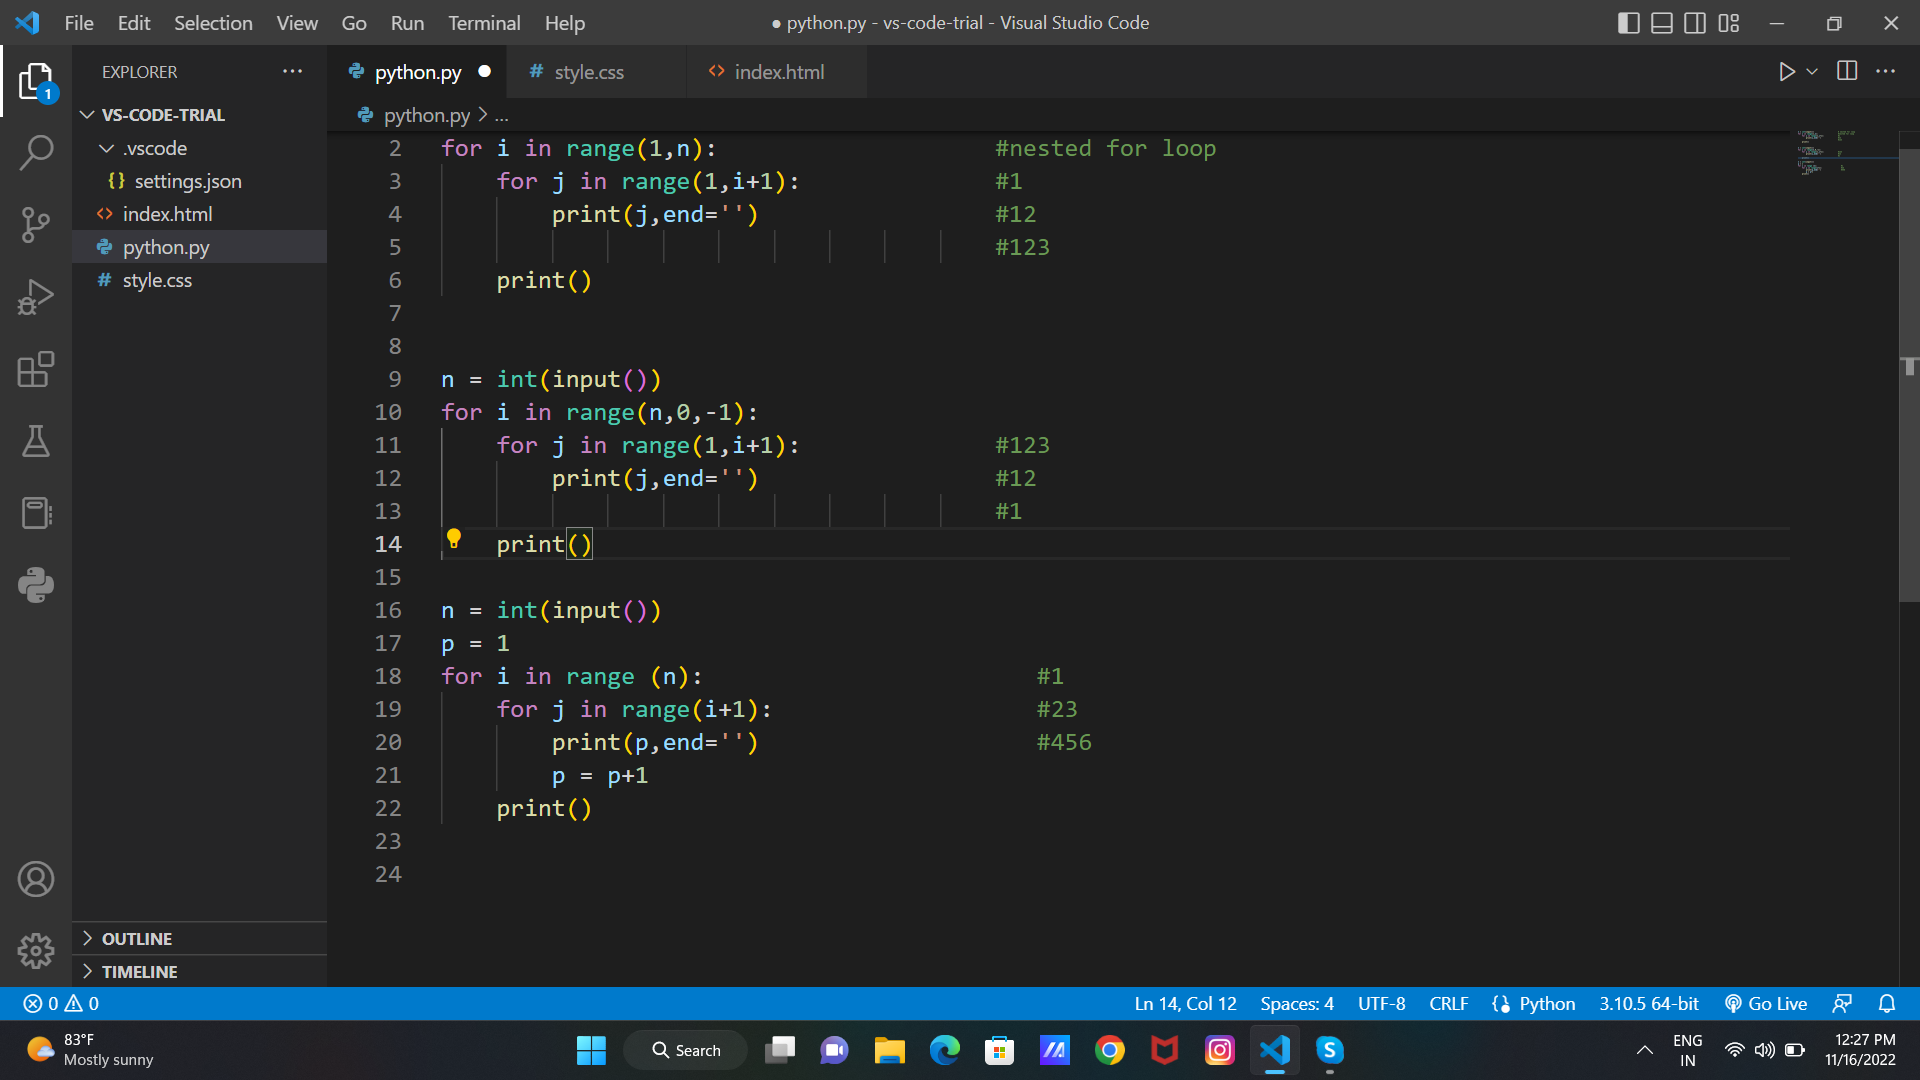 File Edit Selection View Go Run Terminal Help
● python.py - vs-code-trial - Visual Studio Code
EXPLORER
1
VS-CODE-TRIAL
.vscode
{} settings.json
<> index.html
python.py
# style.css
OUTLINE
TIMELINE
python.py ●
# style.css
<> index.html
python.py > ...
2 for i in range(1,n): #nested for loop
3 for j in range(1,i+1): #1
4 print(j,end='') #12
5 #123
6 print()
7
8
9 n = int(input())
10 for i in range(n,0,-1):
11 for j in range(1,i+1): #123
12 print(j,end='') #12
13 #1
14 print()
15
16 n = int(input())
17 p = 1
18 for i in range (n): #1
19 for j in range(i+1): #23
20 print(p,end='') #456
21 p = p+1
22 print()
23
24
0 0
Ln 14, Col 12 Spaces: 4 UTF-8 CRLF Python 3.10.5 64-bit Go Live
83°F
Mostly sunny
Search
S
ENG
IN
12:27 PM
11/16/2022